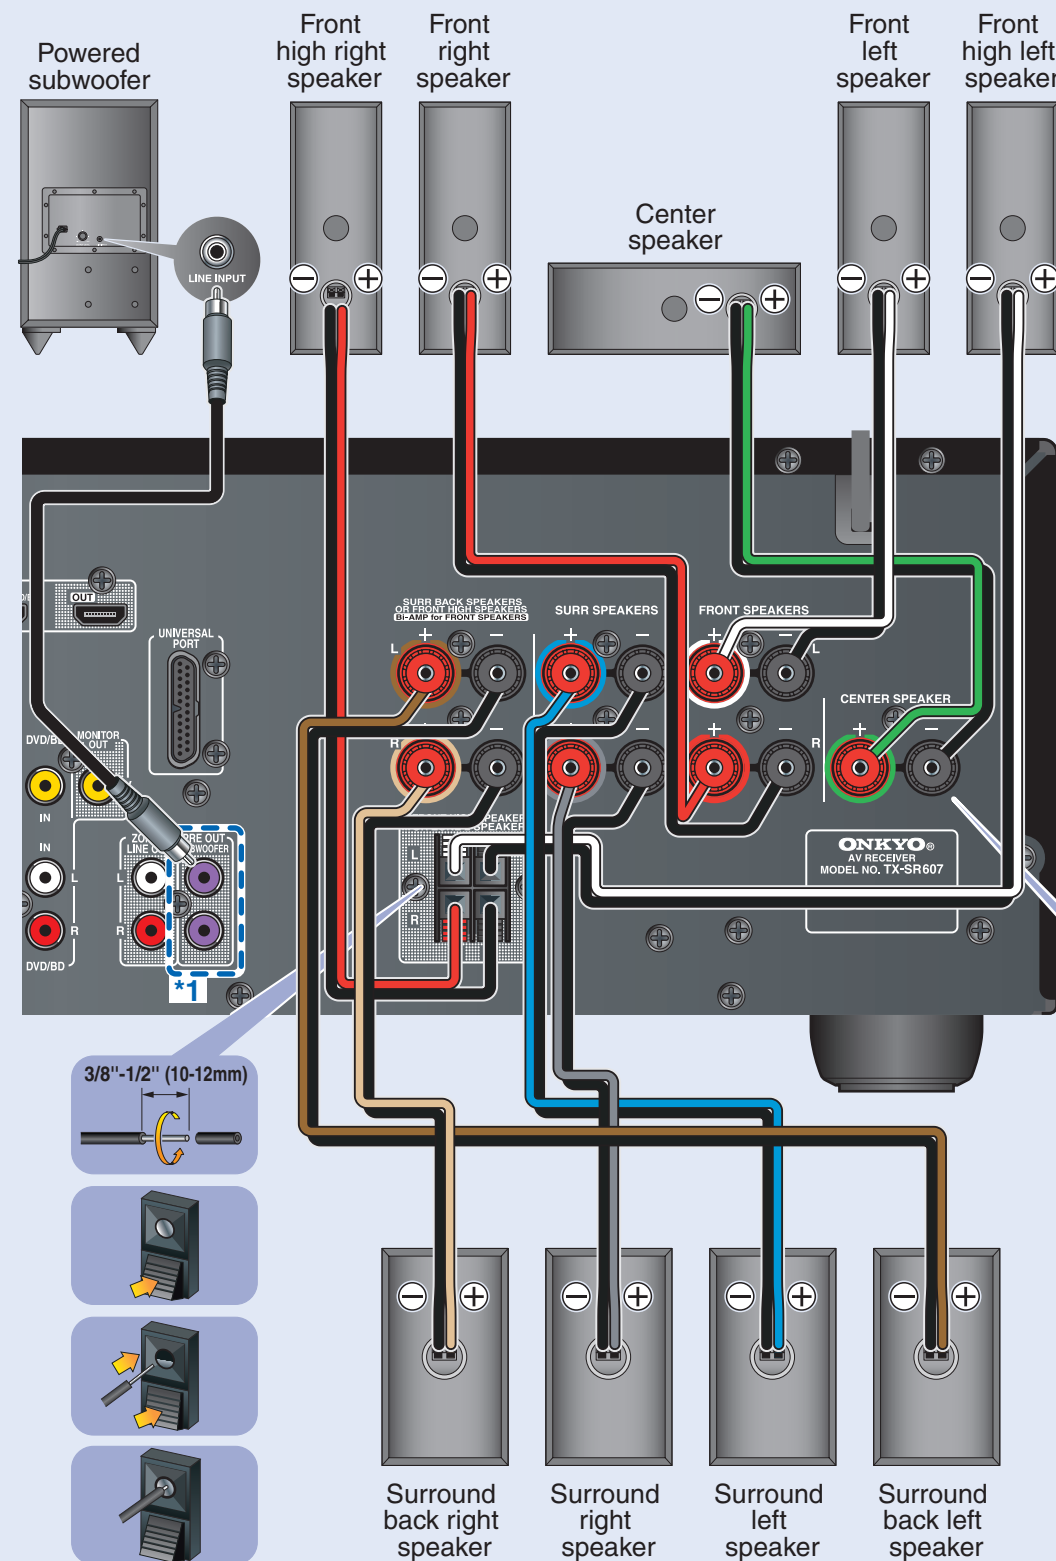 Powered
subwoofer
Front
high right
speaker
Front
right
speaker
Center
speaker
Front
left
speaker
Front
high left
speaker
LINE INPUT
OUT
UNIVERSAL
PORT
SURR BACK SPEAKERS
OR FRONT HIGH SPEAKERS
Bi-AMP for FRONT SPEAKERS
SURR SPEAKERS
FRONT SPEAKERS
L
L
CENTER SPEAKER
R
R
MONITOR
OUT
IN
IN
LINE
PRE OUT
L
L
R
R
DVD/BD
L
R
ONKYO®
AV RECEIVER
MODEL NO. TX-SR607
*1
3/8"-1/2" (10-12mm)
Surround
back right
speaker
Surround
right
speaker
Surround
left
speaker
Surround
back left
speaker